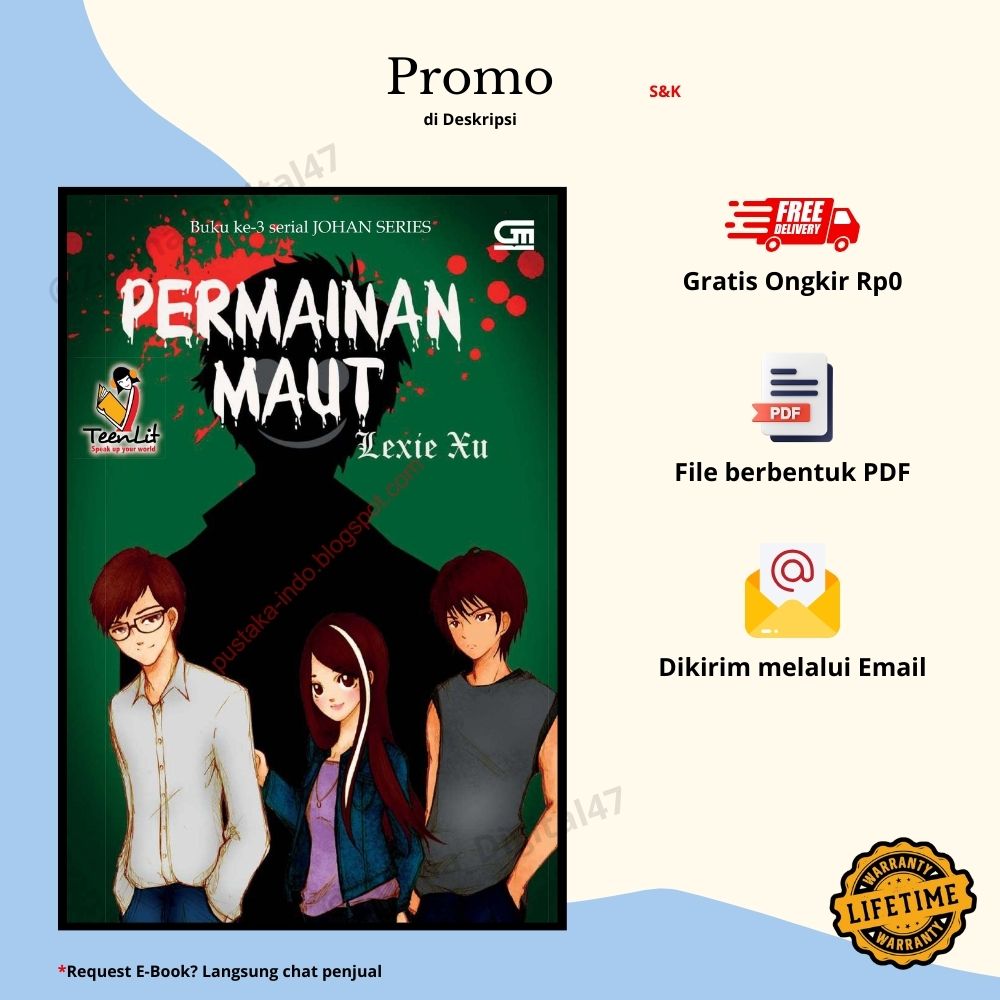 Promo
di Deskripsi
S&K
Buku ke-3 serial JOHAN SERIES
GM
PERMAINAN
MAUT
TeenLit
Speak up your world
Lexie Xu
pustaka-indo.blogspot.com
FREE
DELIVERY
Gratis Ongkir Rp0
PDF
File berbentuk PDF
@
Dikirim melalui Email
Digital47
WARRANTY
LIFETIME
WARRANTY
*Request E-Book? Langsung chat penjual